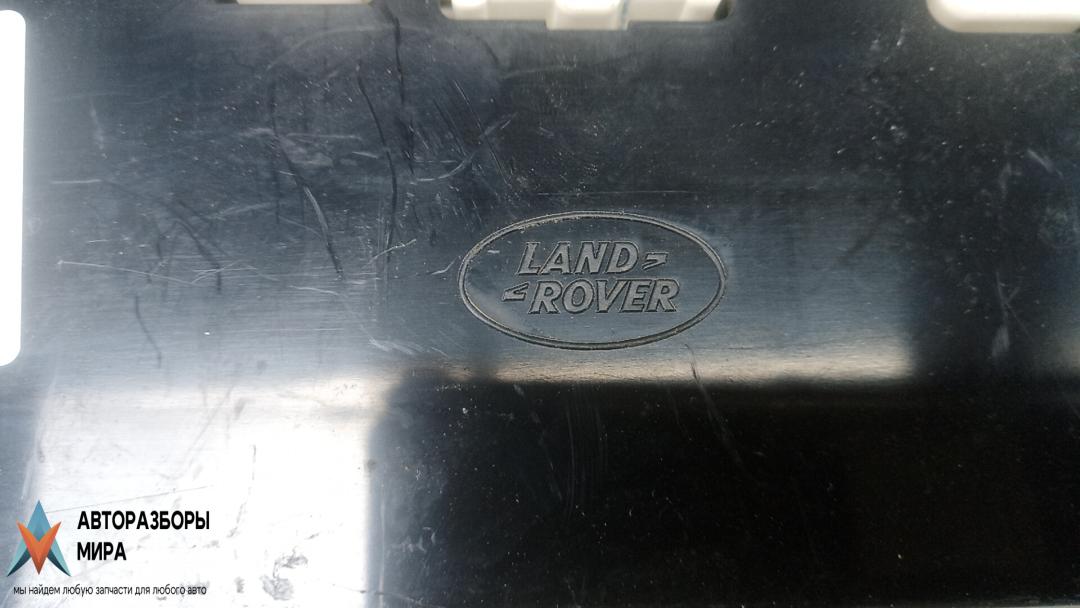 LAND
ROVER
АВТОРАЗБОРЫ
МИРА
мы найдем любую запчасти для любого авто